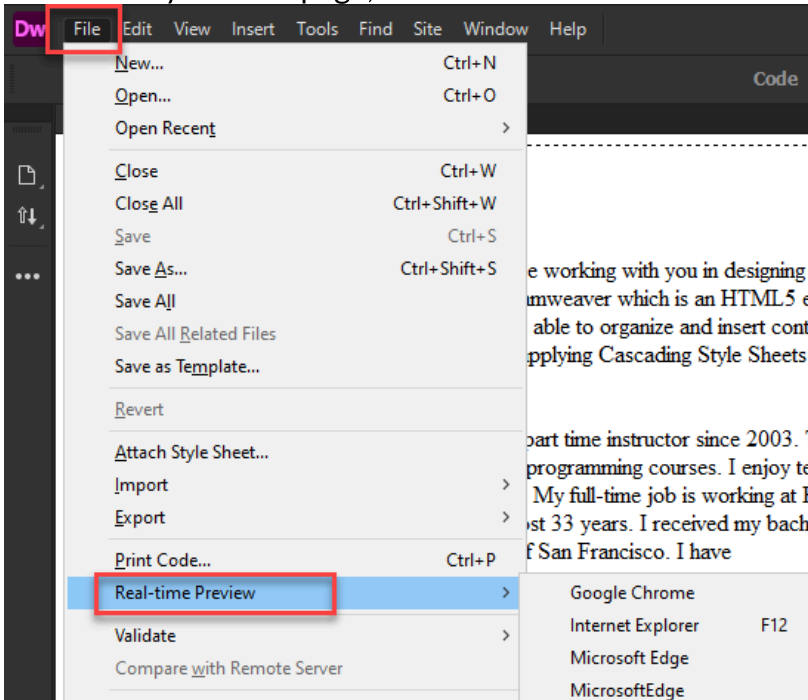 Dw File Edit View Insert Tools Find Site Window Help
Code
New... Ctrl+N
Open... Ctrl+O
Open Recent >
Close Ctrl+W
Close All Ctrl+Shift+W
Save Ctrl+S
Save As... Ctrl+Shift+S
Save All
Save All Related Files
Save as Template...
Revert
Attach Style Sheet...
Import >
Export >
Print Code... Ctrl+P
Real-time Preview >
Validate >
Compare with Remote Server
Google Chrome
Internet Explorer F12
Microsoft Edge
MicrosoftEdge
e working with you in designing
mweaver which is an HTML5 e
able to organize and insert cont
pplying Cascading Style Sheets
part time instructor since 2003.
programming courses. I enjoy te
My full-time job is working at
st 33 years. I received my bach
f San Francisco. I have